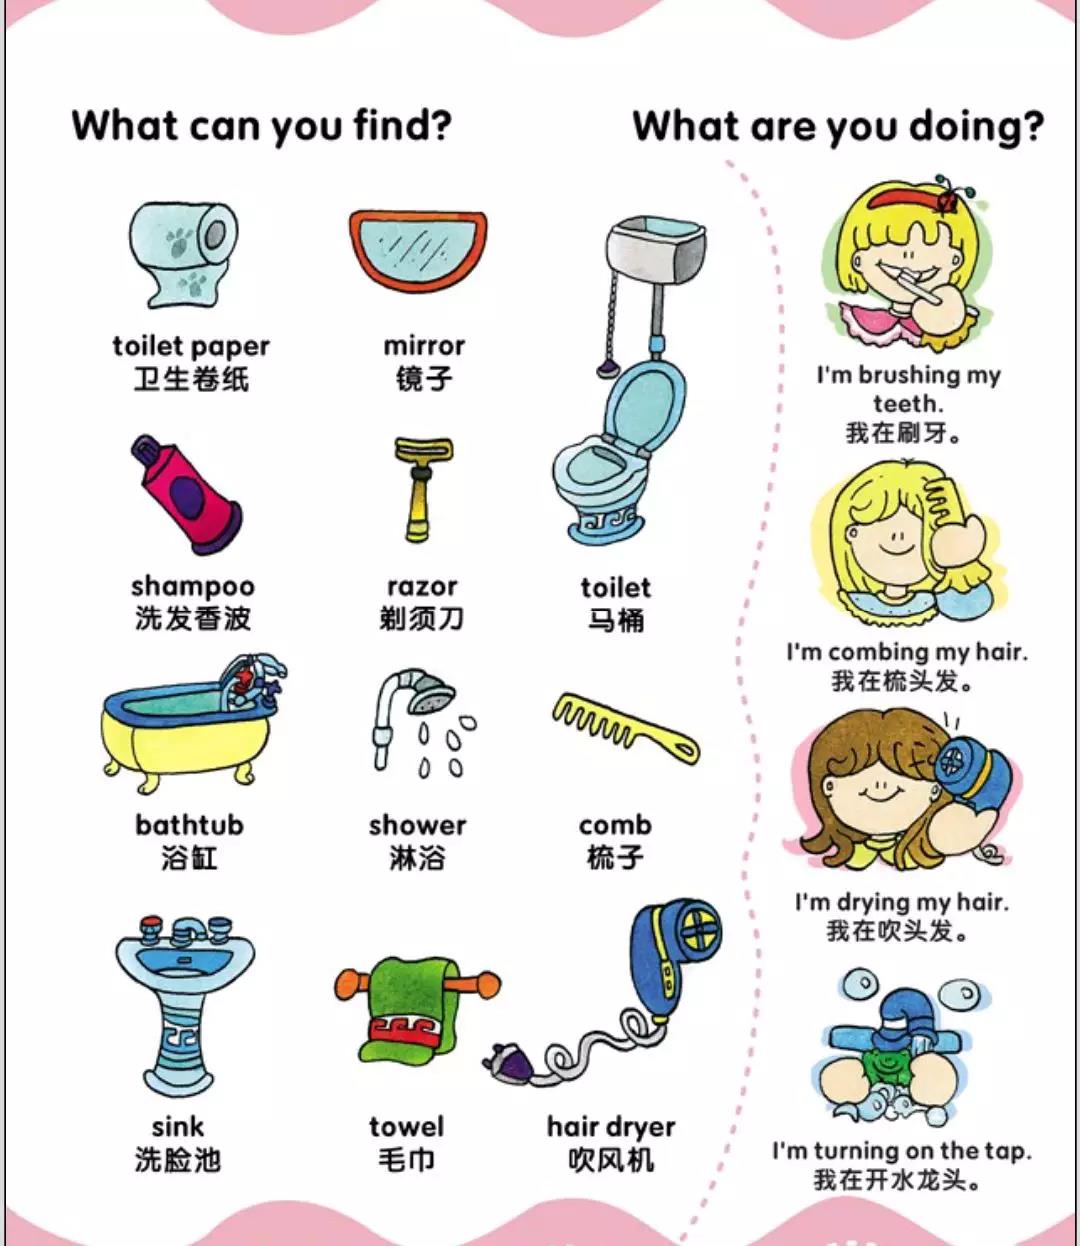 What can you find?
toilet paper
卫生卷纸
mirror
镜子
shampoo
洗发香波
razor
剃须刀
toilet
马桶
bathtub
浴缸
shower
淋浴
comb
梳子
sink
洗脸池
towel
毛巾
hair dryer
吹风机
What are you doing?
I'm brushing my
teeth.
我在刷牙。
I'm combing my hair.
我在梳头发。
I'm drying my hair.
我在吹头发。
I'm turning on the tap.
我在开水龙头。